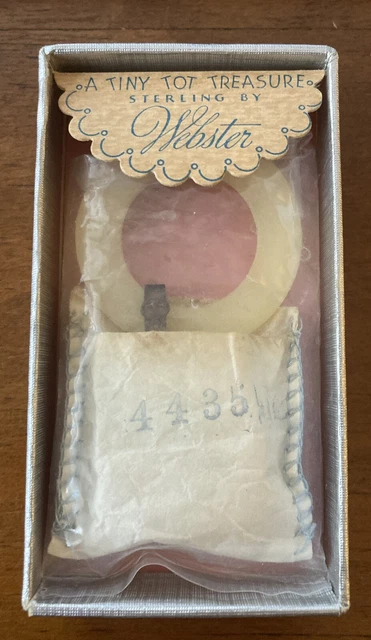 A TINY TOT TREASURE
STERLING BY
Webster
4435